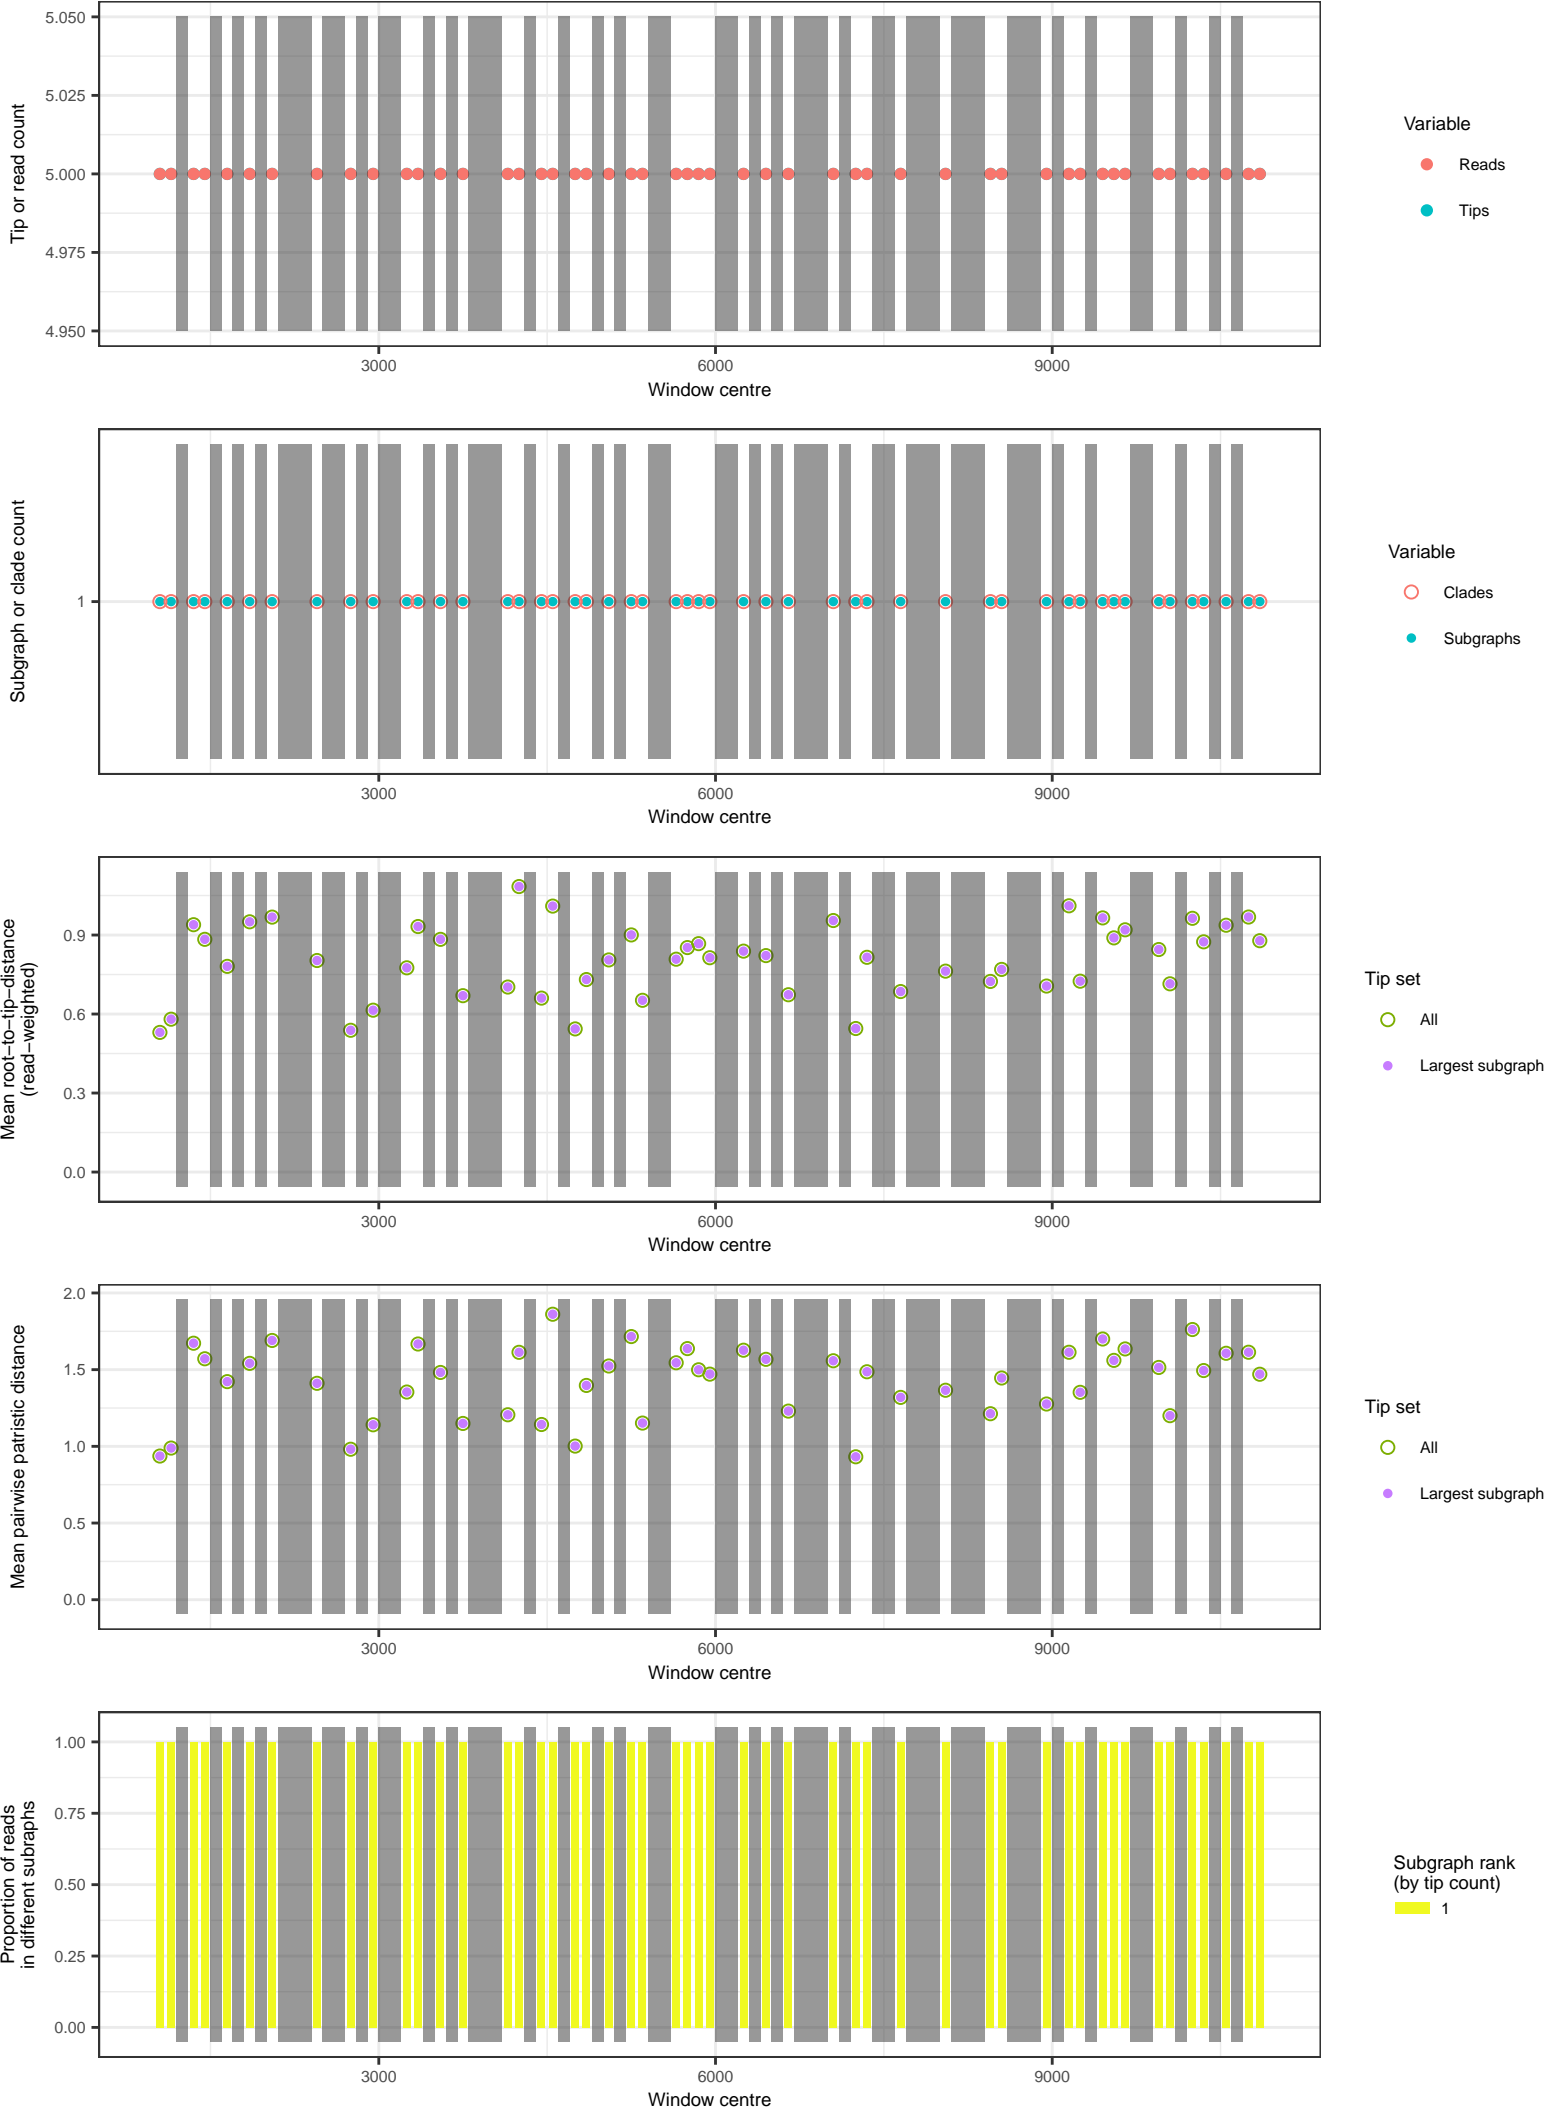 5.050
5.025
5.000
4.975
4.950
Tip or read count
3000
6000
9000
Window centre
Variable
Reads
Tips
1
Subgraph or clade count
3000
6000
9000
Window centre
Variable
Clades
Subgraphs
0.9
0.6
0.3
0.0
Mean root−to−tip−distance
(read−weighted)
3000
6000
9000
Window centre
Tip set
All
Largest subgraph
2.0
1.5
1.0
0.5
0.0
Mean pairwise patristic distance
3000
6000
9000
Window centre
Tip set
All
Largest subgraph
1.00
0.75
0.50
0.25
0.00
Proportion of reads
in different subraphs
3000
6000
9000
Window centre
Subgraph rank
(by tip count)
1